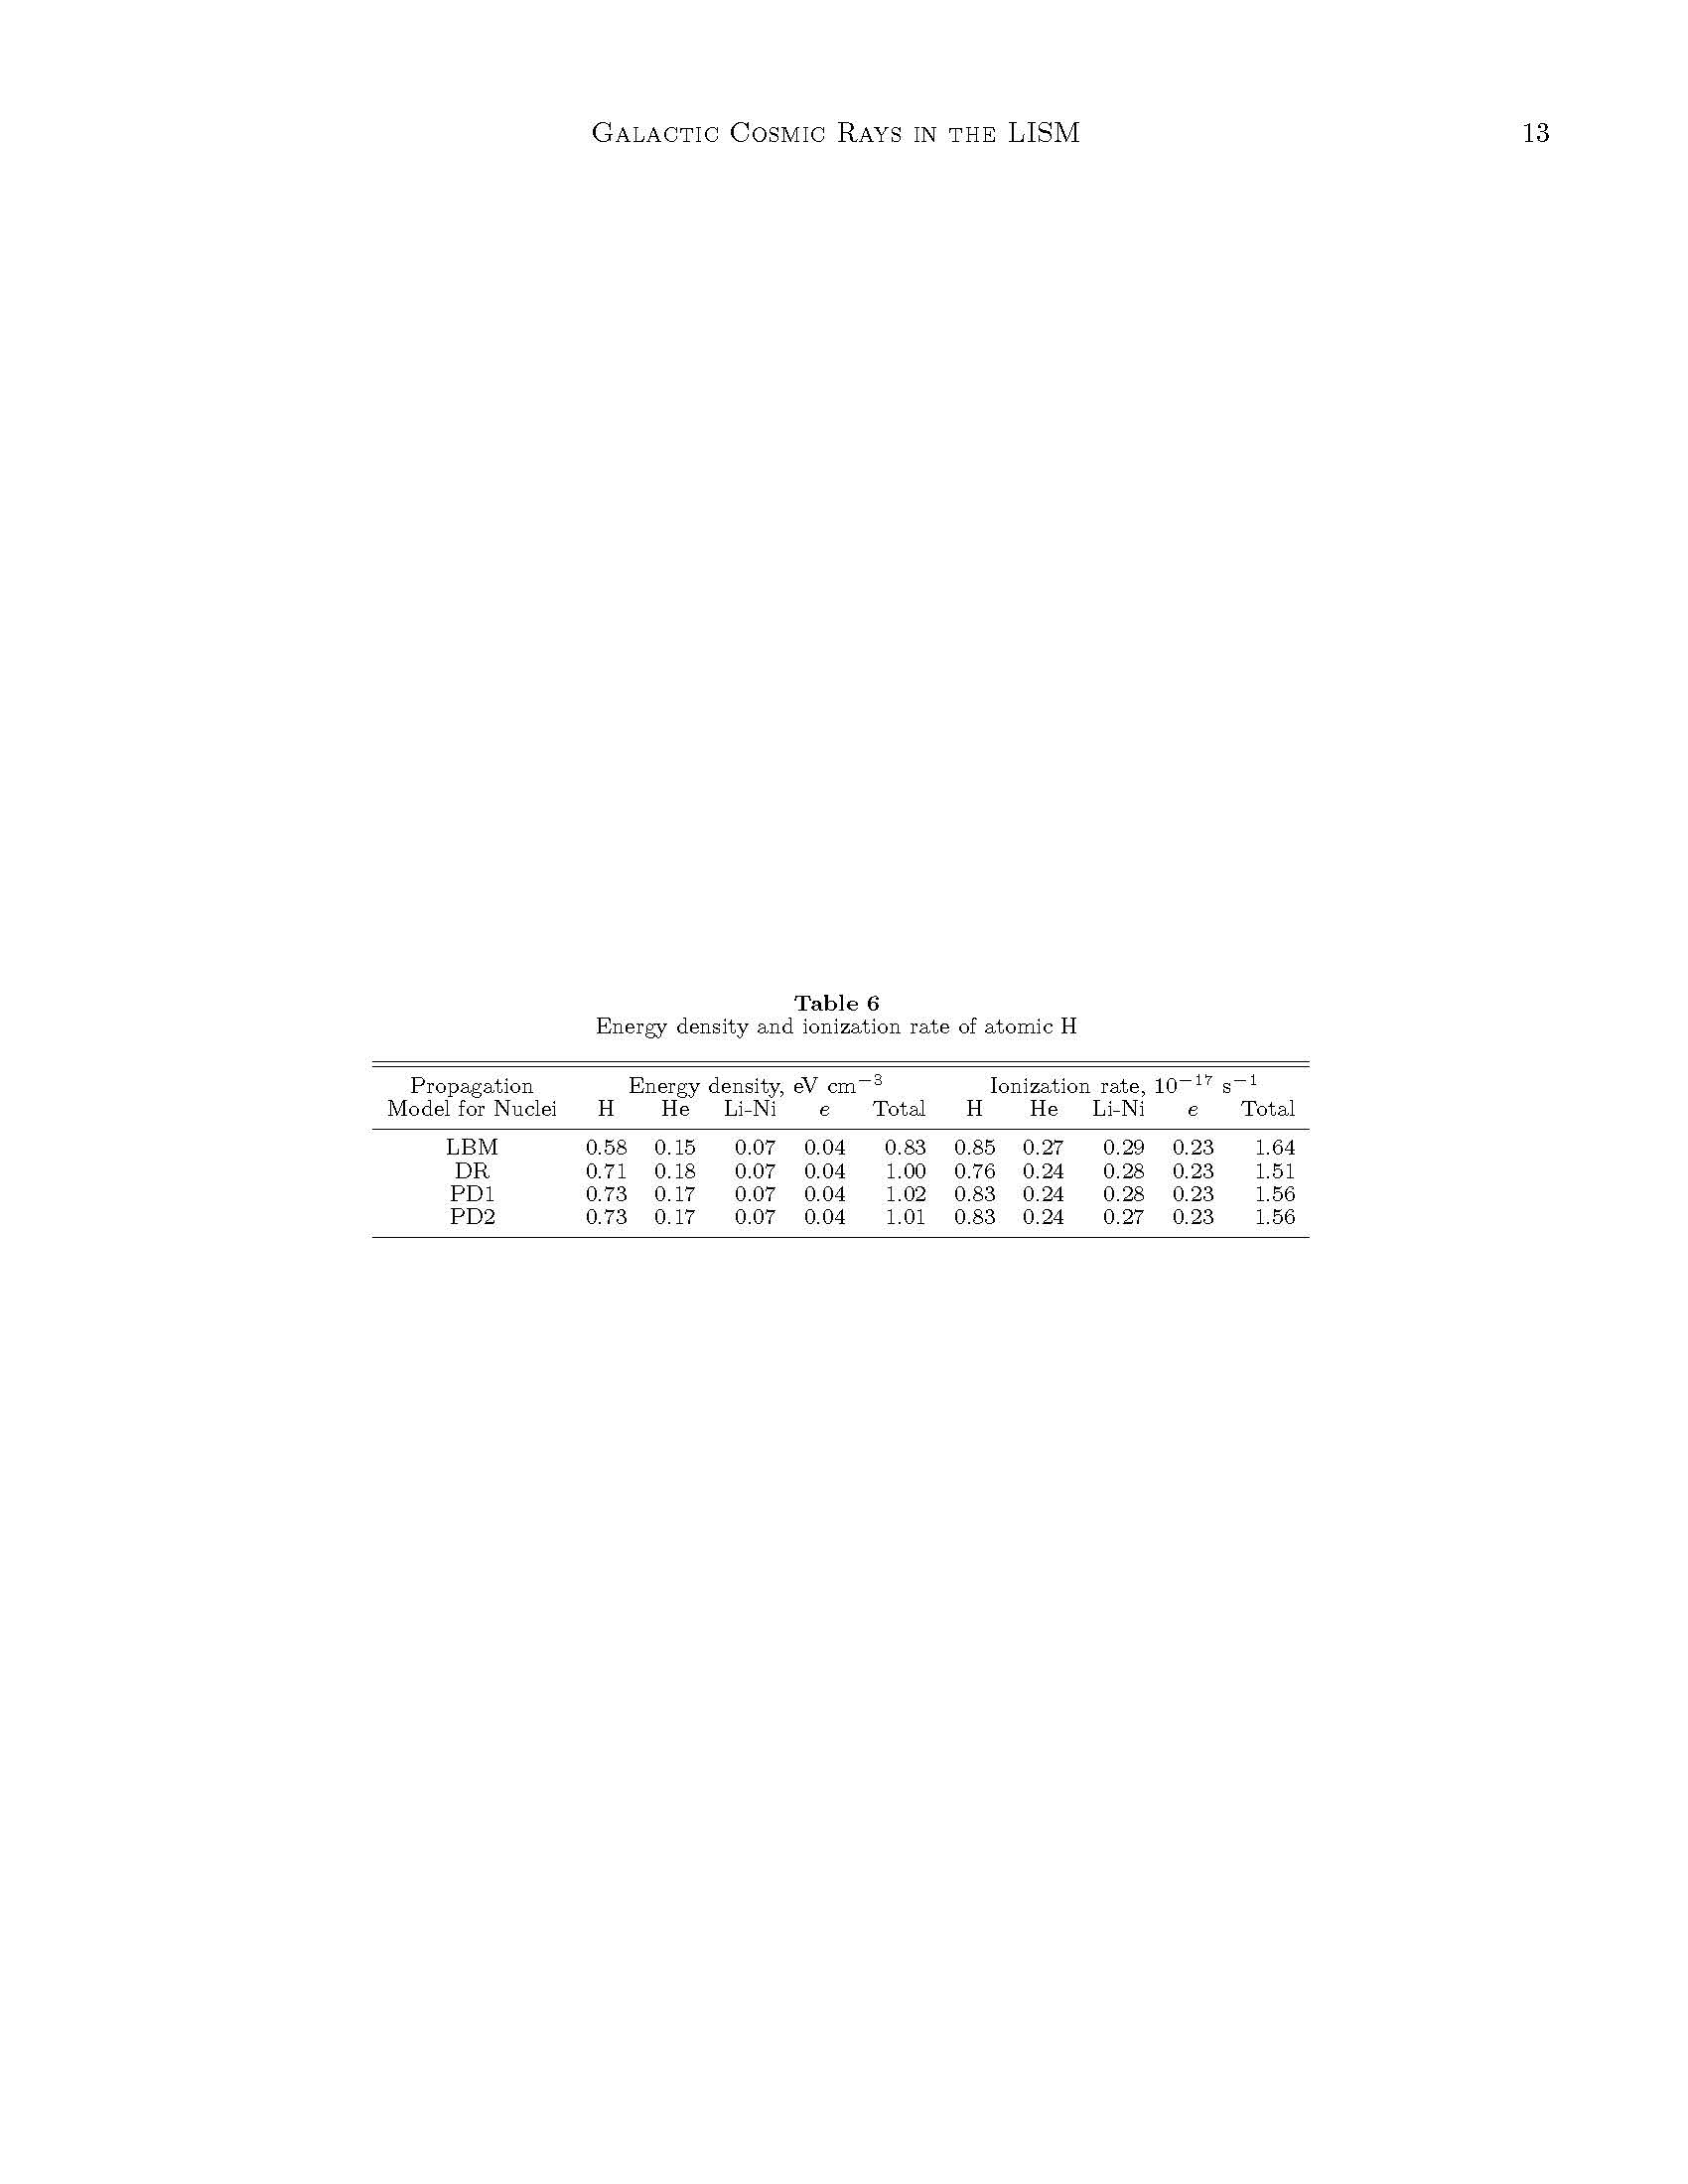 GALACTIC COSMIC RAYS IN THE LISM 13
Table 6
Energy density and ionization rate of atomic H
Propagation Energy density, eV cm⁻³ Ionization rate, 10⁻¹⁷ s⁻¹
Model for Nuclei H He Li-Ni e Total H He Li-Ni e Total
LBM 0.58 0.15 0.07 0.04 0.83 0.85 0.27 0.29 0.23 1.64
DR 0.71 0.18 0.07 0.04 1.00 0.76 0.24 0.28 0.23 1.51
PD1 0.73 0.17 0.07 0.04 1.02 0.83 0.24 0.28 0.23 1.56
PD2 0.73 0.17 0.07 0.04 1.01 0.83 0.24 0.27 0.23 1.56